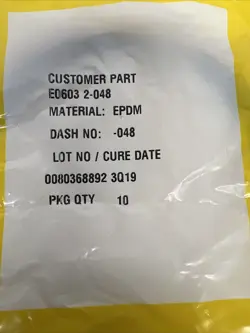 CUSTOMER PART
E0603 2-048
MATERIAL: EPDM
DASH NO: -048
LOT NO / CURE DATE
0080368892 3Q19
PKG QTY 10